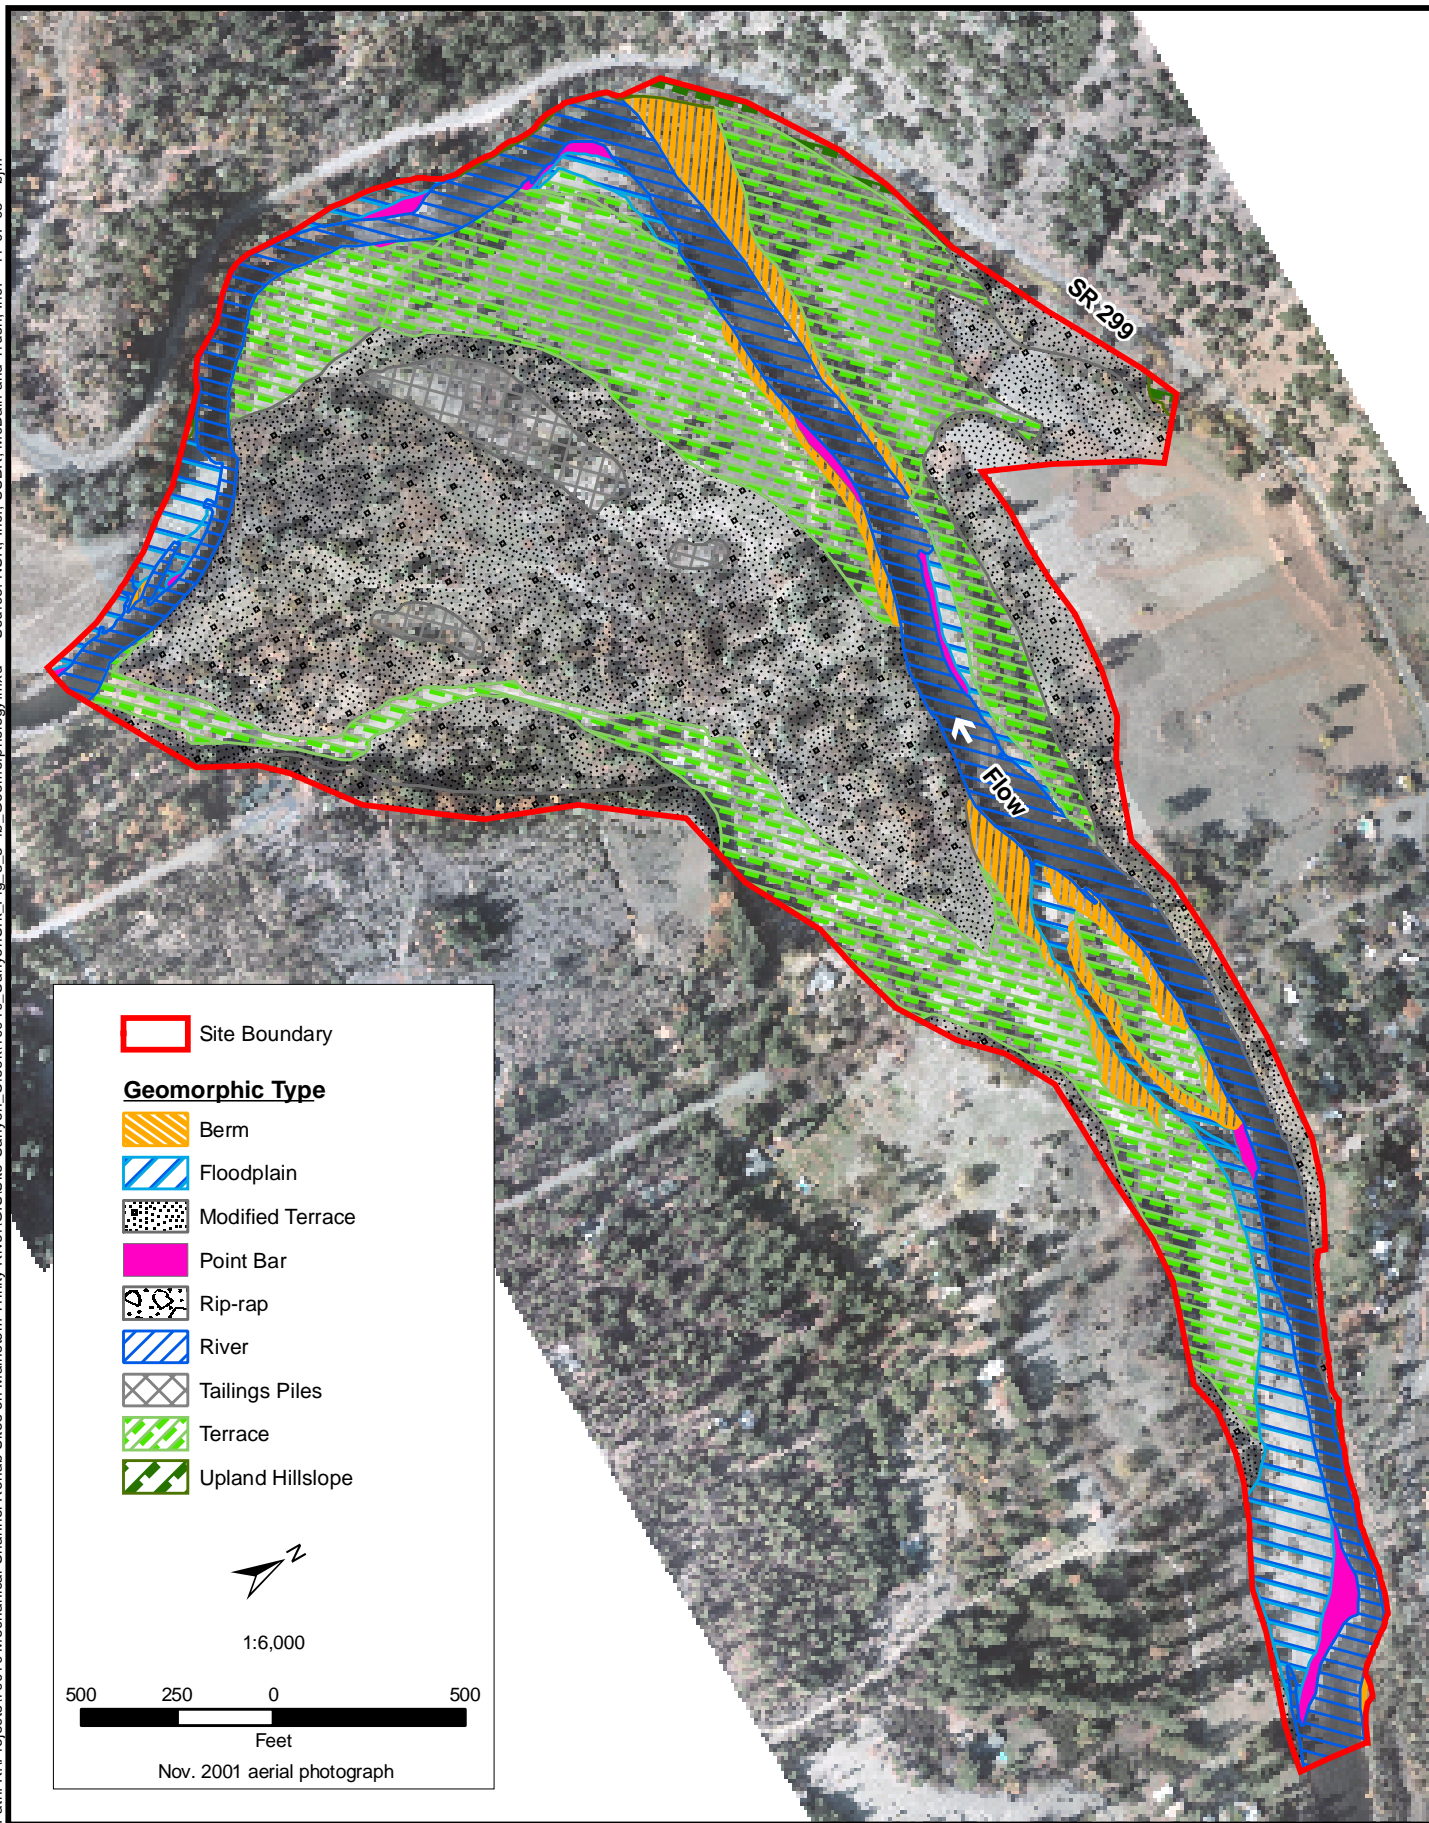 SR 299
Flow
Site Boundary
Geomorphic Type
Berm
Floodplain
Modified Terrace
Point Bar
Rip-rap
River
Tailings Piles
Terrace
Upland Hillslope
N
1:6,000
500 250 0 500
Feet
Nov. 2001 aerial photograph